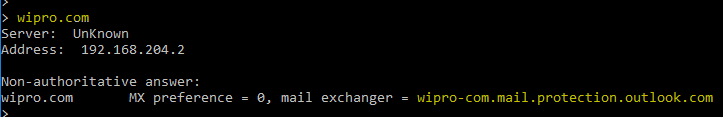 >
> wipro.com
Server:  UnKnown
Address:  192.168.204.2
Non-authoritative answer:
wipro.com       MX preference = 0, mail exchanger = wipro-com.mail.protection.outlook.com
>